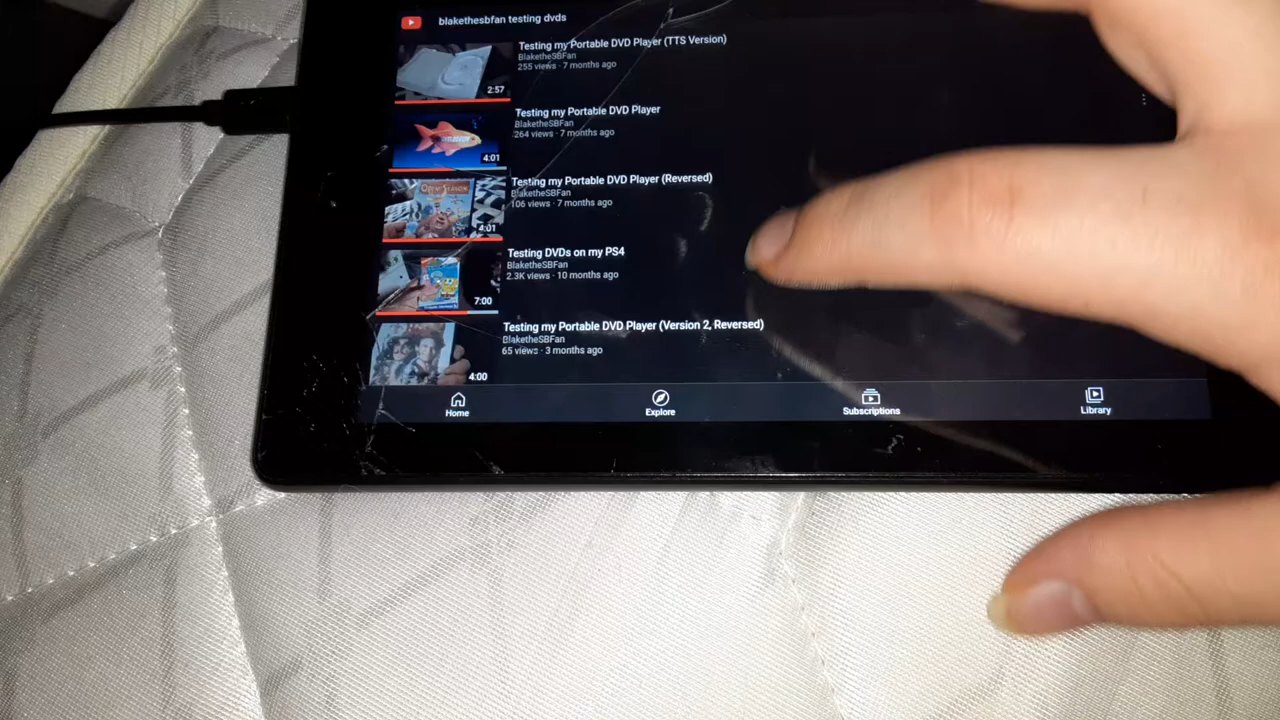 blakethesbfan testing dvds
Testing my Portable DVD Player (TTS Version)
BlaketheSBFan
255 views · 7 months ago
2:57
Testing my Portable DVD Player
BlaketheSBFan
264 views · 7 months ago
4:01
Testing my Portable DVD Player (Reversed)
BlaketheSBFan
106 views · 7 months ago
4:01
Testing DVDs on my PS4
BlaketheSBFan
2.3K views · 10 months ago
7:00
Testing my Portable DVD Player (Version 2, Reversed)
BlaketheSBFan
65 views · 3 months ago
4:00
Home
Explore
Subscriptions
Library